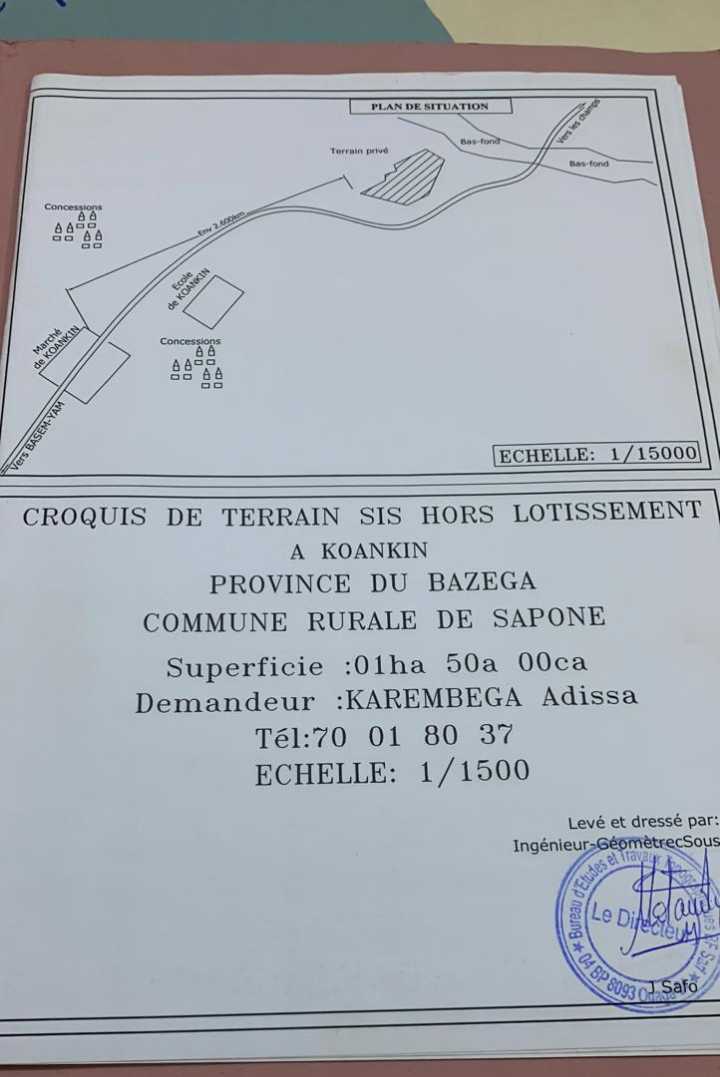 PLAN DE SITUATION
Vers les champs
Bas-fond
Bas-fond
Terrain privé
Concessions
Env 2.600km
Ecole
de KOANKIN
Marché
de KOANKIN
Concessions
Vers BASEM-YAM
ECHELLE: 1/15000
CROQUIS DE TERRAIN SIS HORS LOTISSEMENT
A KOANKIN
PROVINCE DU BAZEGA
COMMUNE RURALE DE SAPONE
Superficie :01ha 50a 00ca
Demandeur :KAREMBEGA Adissa
Tél:70 01 80 37
ECHELLE: 1/1500
Levé et dressé par:
Ingénieur-GéomètrecSous
Bureau d'Etudes et Travaux
Le Directeur
04 BP 8093
J.Safo